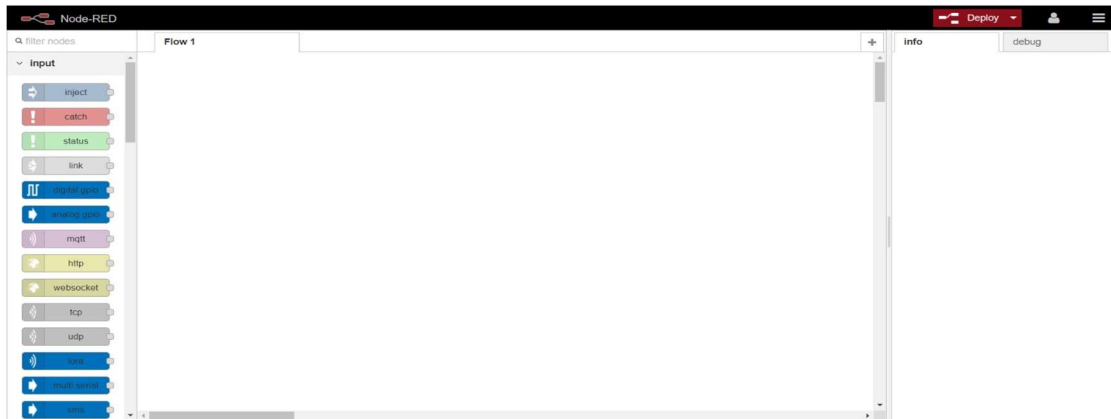 Node-RED
Deploy
filter nodes
Flow 1
info
debug
input
inject
catch
status
link
digital gpio
analog gpio
mqtt
http
websocket
tcp
udp
lora
multi serial
sms